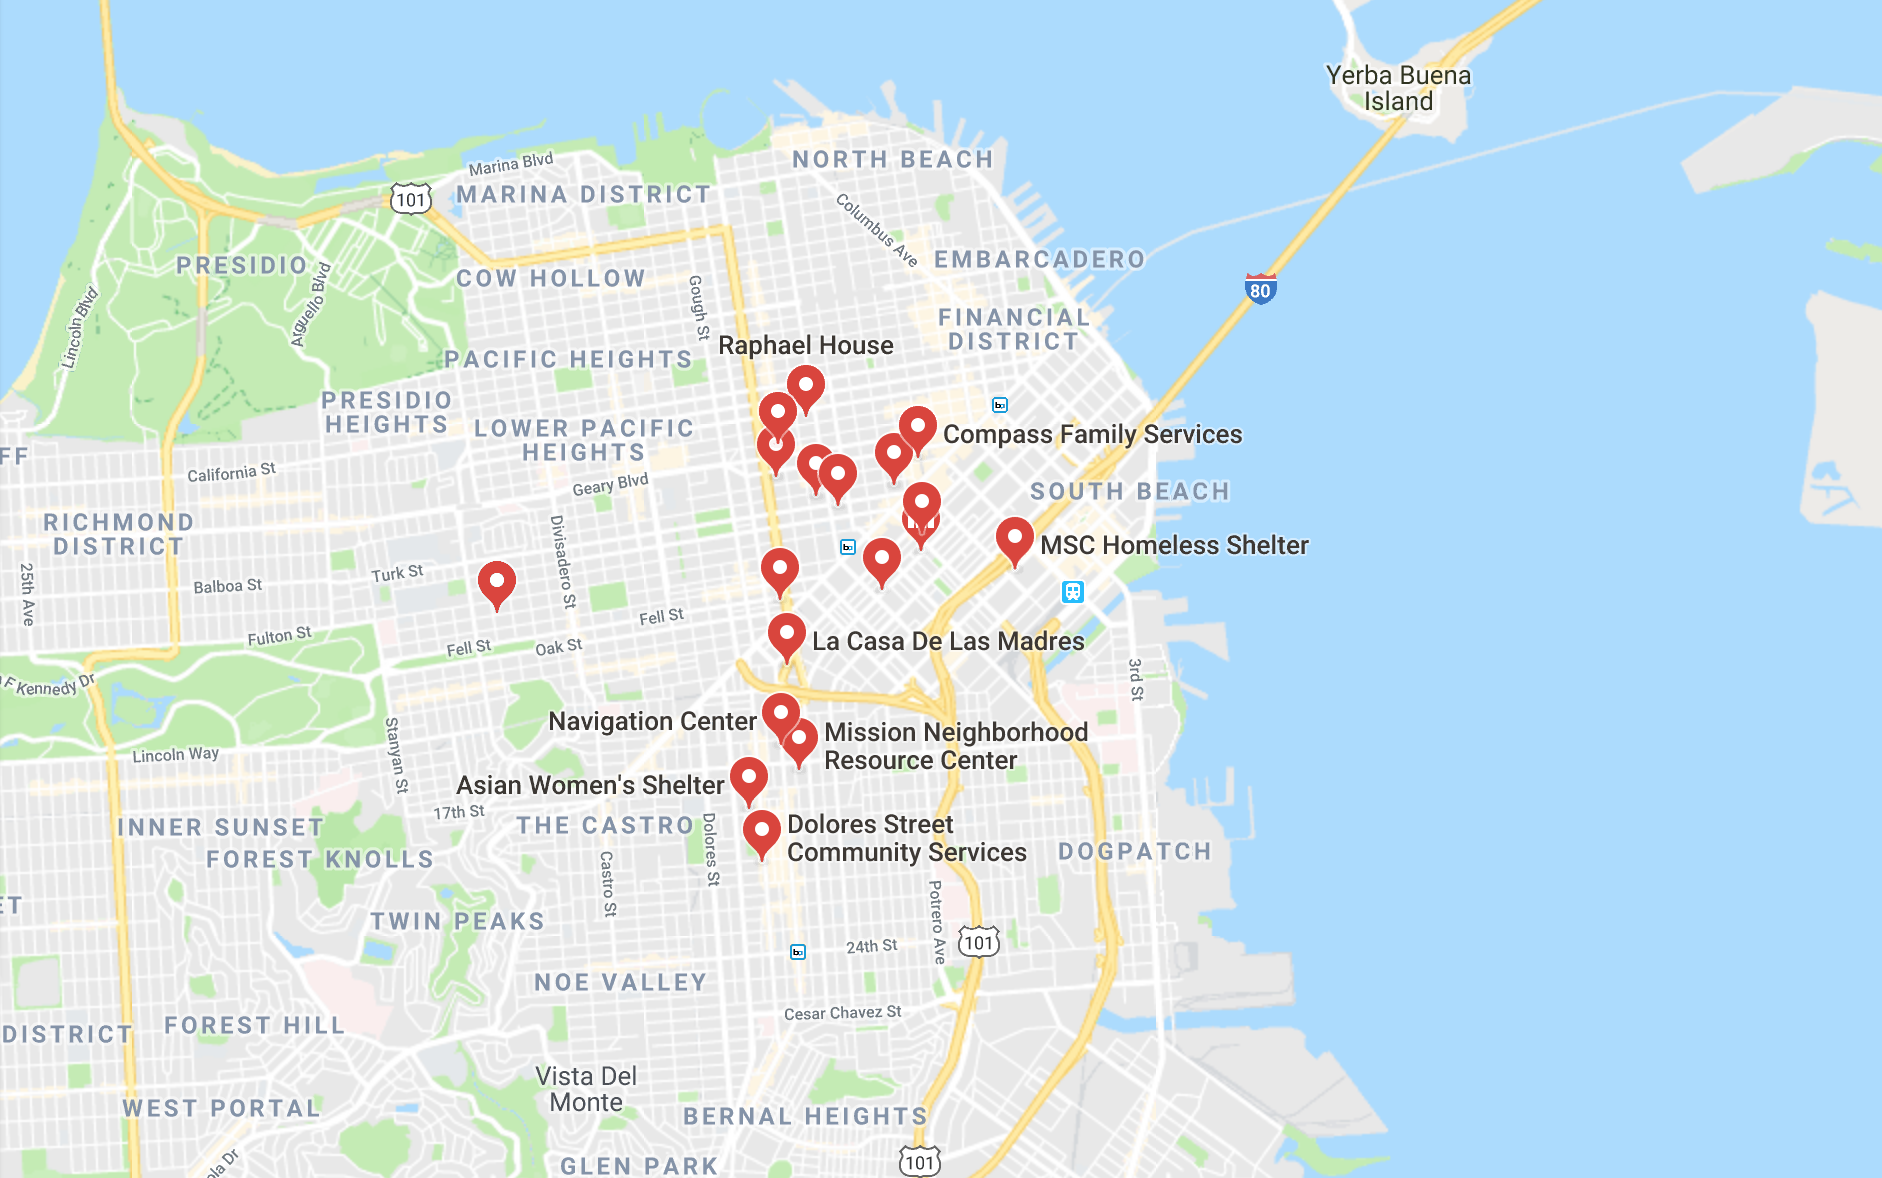 Yerba Buena
Island
NORTH BEACH
Marina Blvd
101
MARINA DISTRICT
Columbus Ave
EMBARCADERO
PRESIDIO
COW HOLLOW
80
Lincoln Blvd
Arguello Blvd
Gough St
FINANCIAL
DISTRICT
Raphael House
PACIFIC HEIGHTS
PRESIDIO
HEIGHTS
LOWER PACIFIC
HEIGHTS
Compass Family Services
FF
California St
Geary Blvd
SOUTH BEACH
RICHMOND
DISTRICT
Divisadero St
MSC Homeless Shelter
25th Ave
Balboa St
Turk St
Fulton St
Fell St
Fell St
Oak St
La Casa De Las Madres
3rd St
F Kennedy Dr
Stanyan St
Navigation Center
Mission Neighborhood
Resource Center
Lincoln Way
Asian Women's Shelter
17th St
INNER SUNSET
THE CASTRO
Dolores St
Dolores Street
Community Services
DOGPATCH
FOREST KNOLLS
Castro St
Potrero Ave
ET
TWIN PEAKS
24th St
101
NOE VALLEY
Cesar Chavez St
DISTRICT
FOREST HILL
Vista Del
Monte
WEST PORTAL
BERNAL HEIGHTS
ola Dr
GLEN PARK
101